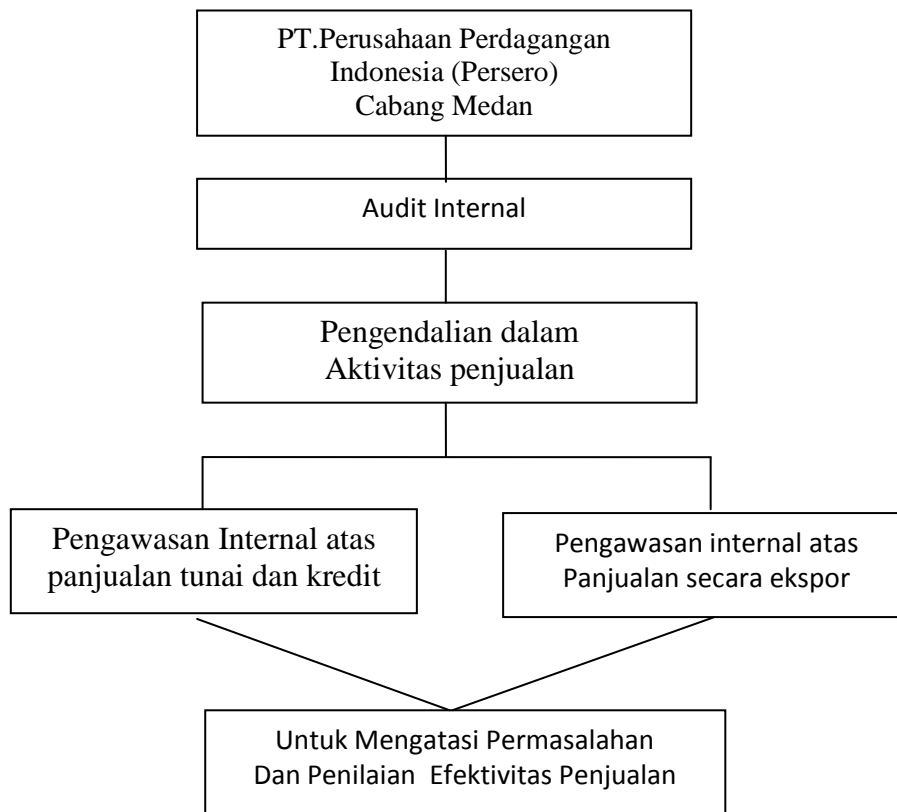 PT.Perusahaan Perdagangan
Indonesia (Persero)
Cabang Medan
Audit Internal
Pengendalian dalam
Aktivitas penjualan
Pengawasan Internal atas
panjualan tunai dan kredit
Pengawasan internal atas
Panjualan secara ekspor
Untuk Mengatasi Permasalahan
Dan Penilaian Efektivitas Penjualan